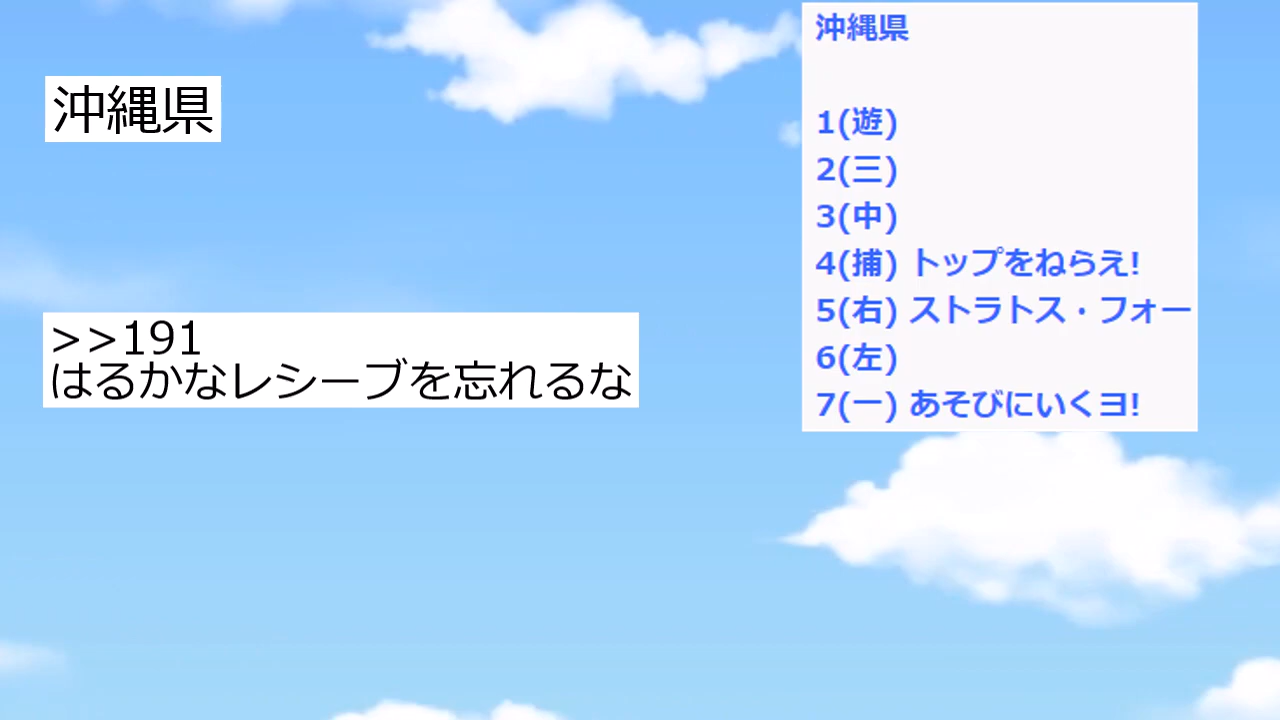 沖縄県
>>191
はるかなレシーブを忘れるな
沖縄県
1(遊)
2(三)
3(中)
4(捕) トップをねらえ!
5(右) ストラトス・フォー
6(左)
7(一) あそびにいくヨ!